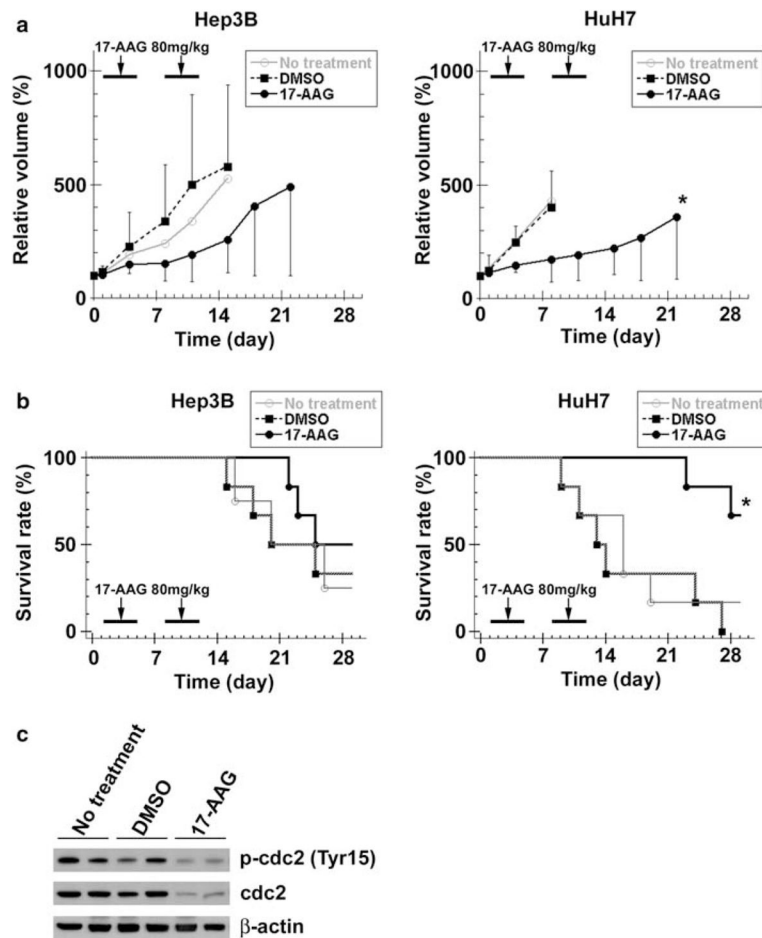 a
Hep3B
17-AAG 80mg/kg
No treatment
DMSO
17-AAG
Relative volume (%)
1000
500
0
0 7 14 21 28
Time (day)
HuH7
17-AAG 80mg/kg
No treatment
DMSO
17-AAG
Relative volume (%)
1000
500
0
*
0 7 14 21 28
Time (day)
b
Hep3B
No treatment
DMSO
17-AAG
Survival rate (%)
100
50
0
17-AAG 80mg/kg
0 7 14 21 28
Time (day)
HuH7
No treatment
DMSO
17-AAG
Survival rate (%)
100
50
0
*
17-AAG 80mg/kg
0 7 14 21 28
Time (day)
c
No treatment
DMSO
17-AAG
p-cdc2 (Tyr15)
cdc2
β-actin